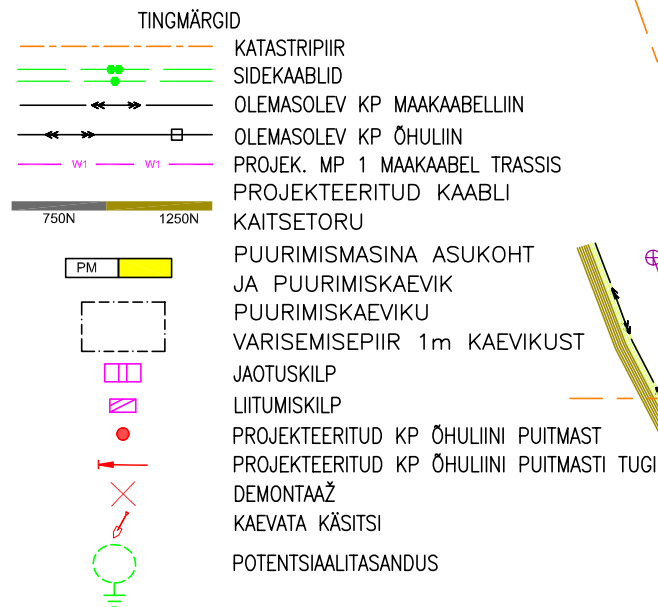 TINGMÄRGID
KATASTRIPIIR
SIDEKAABLID
OLEMASOLEV KP MAAKAABELLIIN
OLEMASOLEV KP ÕHULIIN
W1 W1 PROJEK. MP 1 MAAKAABEL TRASSIS
PROJEKTEERITUD KAABLI
750N 1250N KAITSETORU
PUURIMISMASINA ASUKOHT
PM JA PUURIMISKAEVIK
PUURIMISKAEVIKU
VARISEMISEPIIR 1m KAEVIKUST
JAOTUSKILP
LIITUMISKILP
PROJEKTEERITUD KP ÕHULIINI PUITMAST
PROJEKTEERITUD KP ÕHULIINI PUITMASTI TUGI
DEMONTAAŽ
KAEVATA KÄSITSI
POTENTSIAALITASANDUS